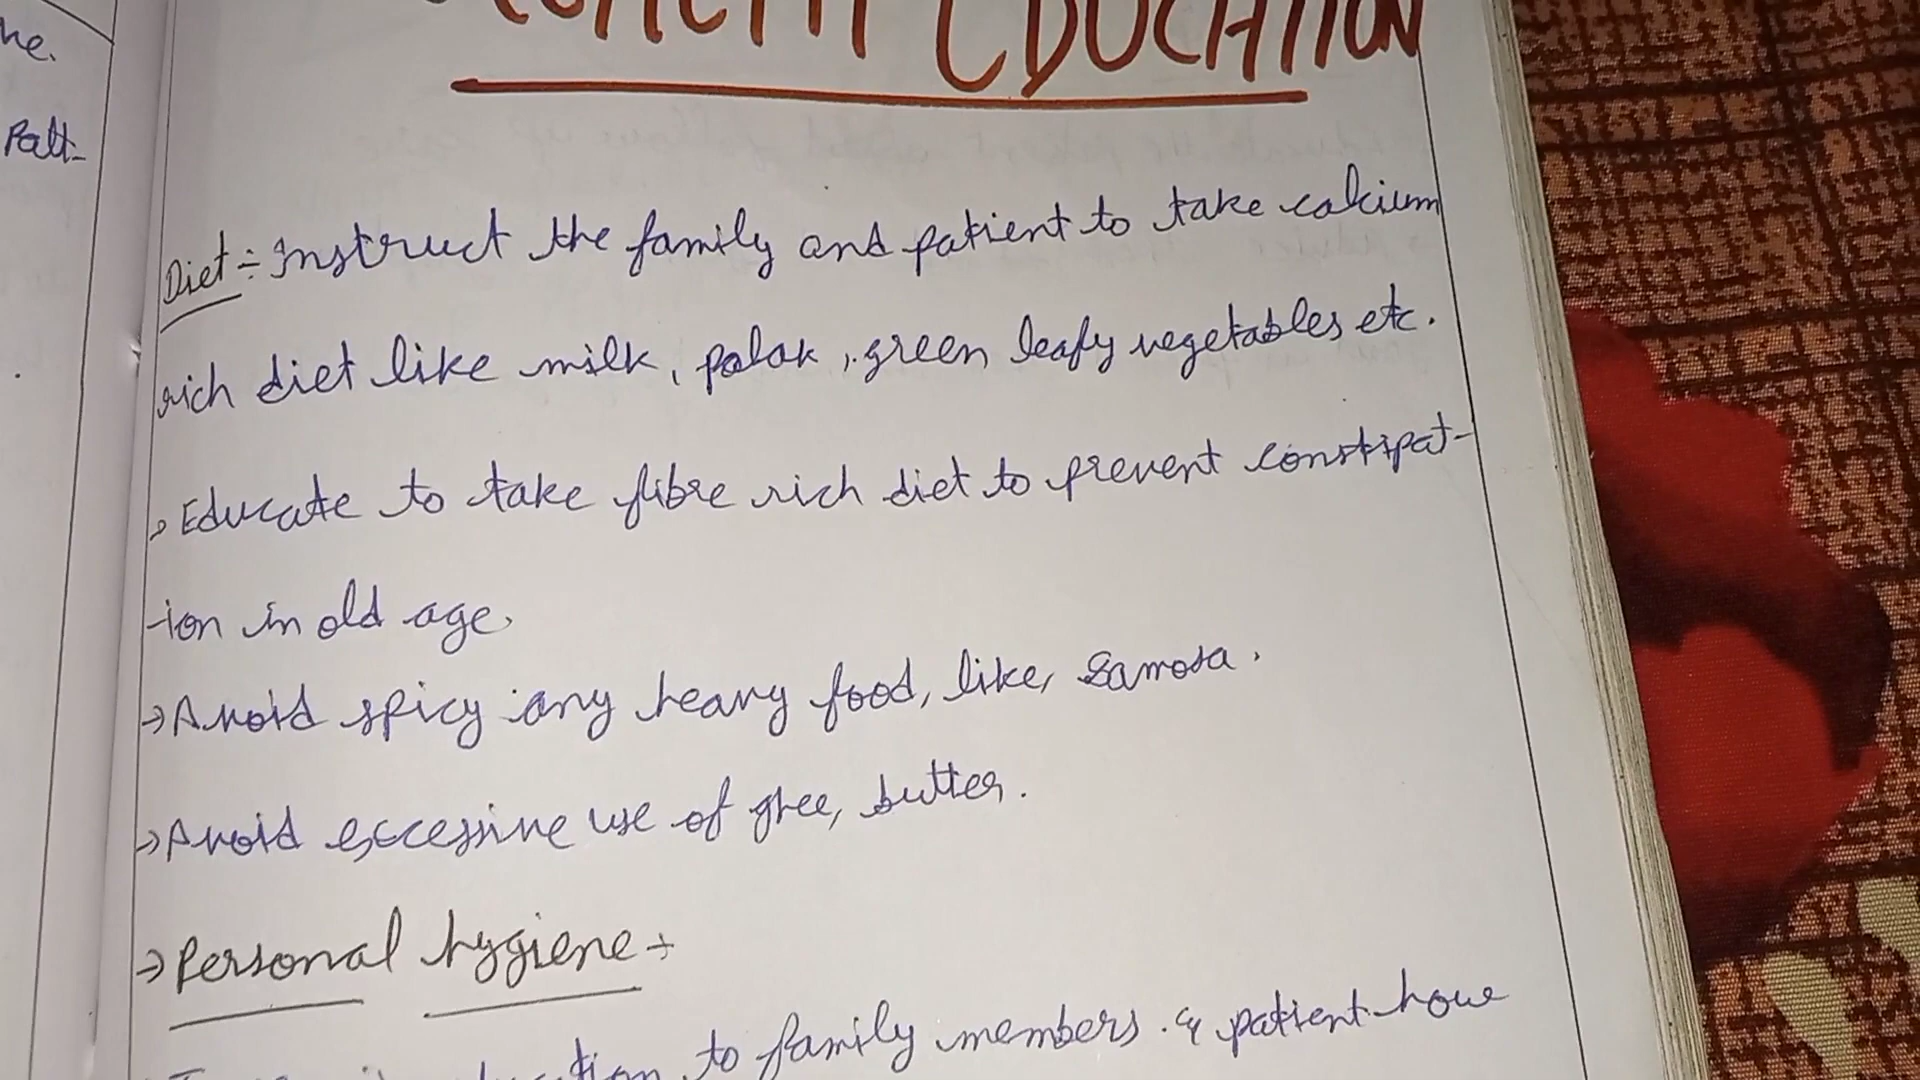 he.
Patt-
HEALTH EDUCATION
Diet÷ Instruct the family and patient to take calcium
rich diet like milk, palak, green leafy vegetables etc.
→ Educate to take fibre rich diet to prevent constipat-
-ion in old age.
→ Avoid spicy any heavy food, like, samosa.
→ Avoid excessive use of ghee, butter.
→ Personal hygiene÷
to family members. & patient